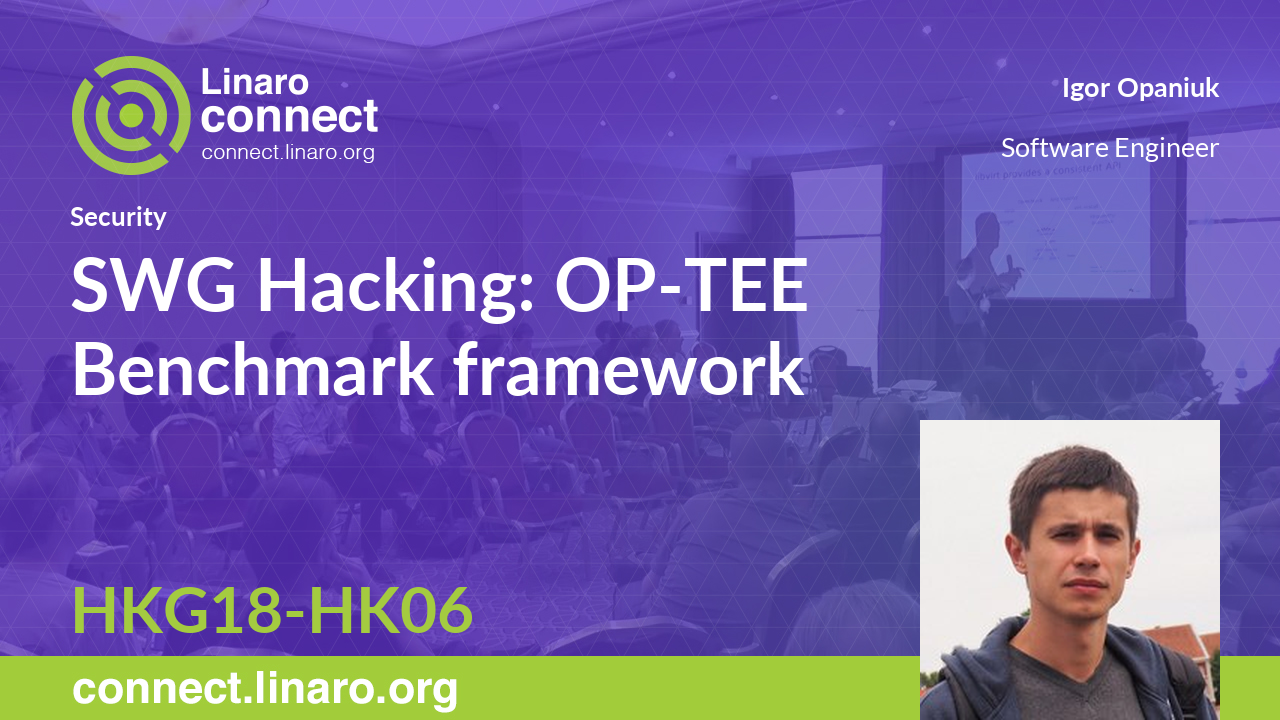 Linaro
connect
connect.linaro.org
Igor Opaniuk
Software Engineer
Security
SWG Hacking: OP-TEE
Benchmark framework
HKG18-HK06
connect.linaro.org